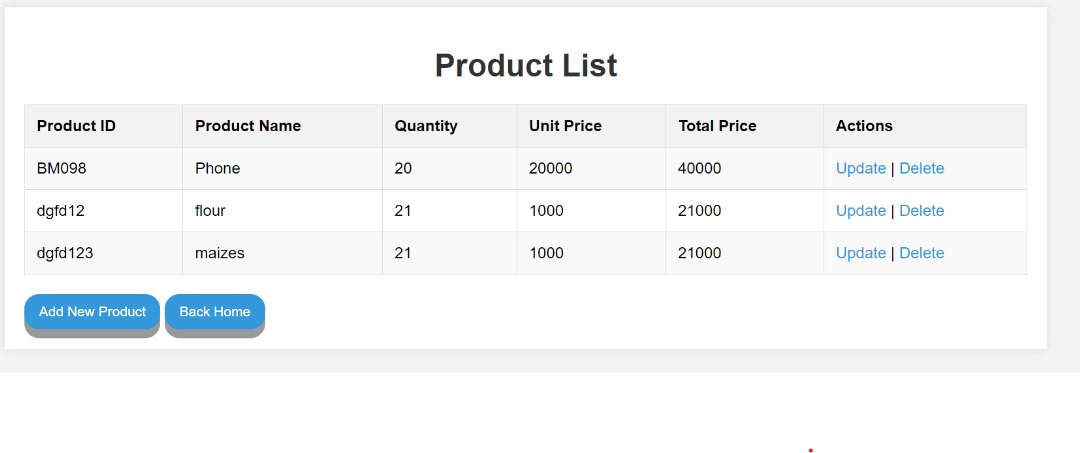 Product List
Product ID Product Name Quantity Unit Price Total Price Actions
BM098 Phone 20 20000 40000 Update | Delete
dgfd12 flour 21 1000 21000 Update | Delete
dgfd123 maizes 21 1000 21000 Update | Delete
Add New Product Back Home